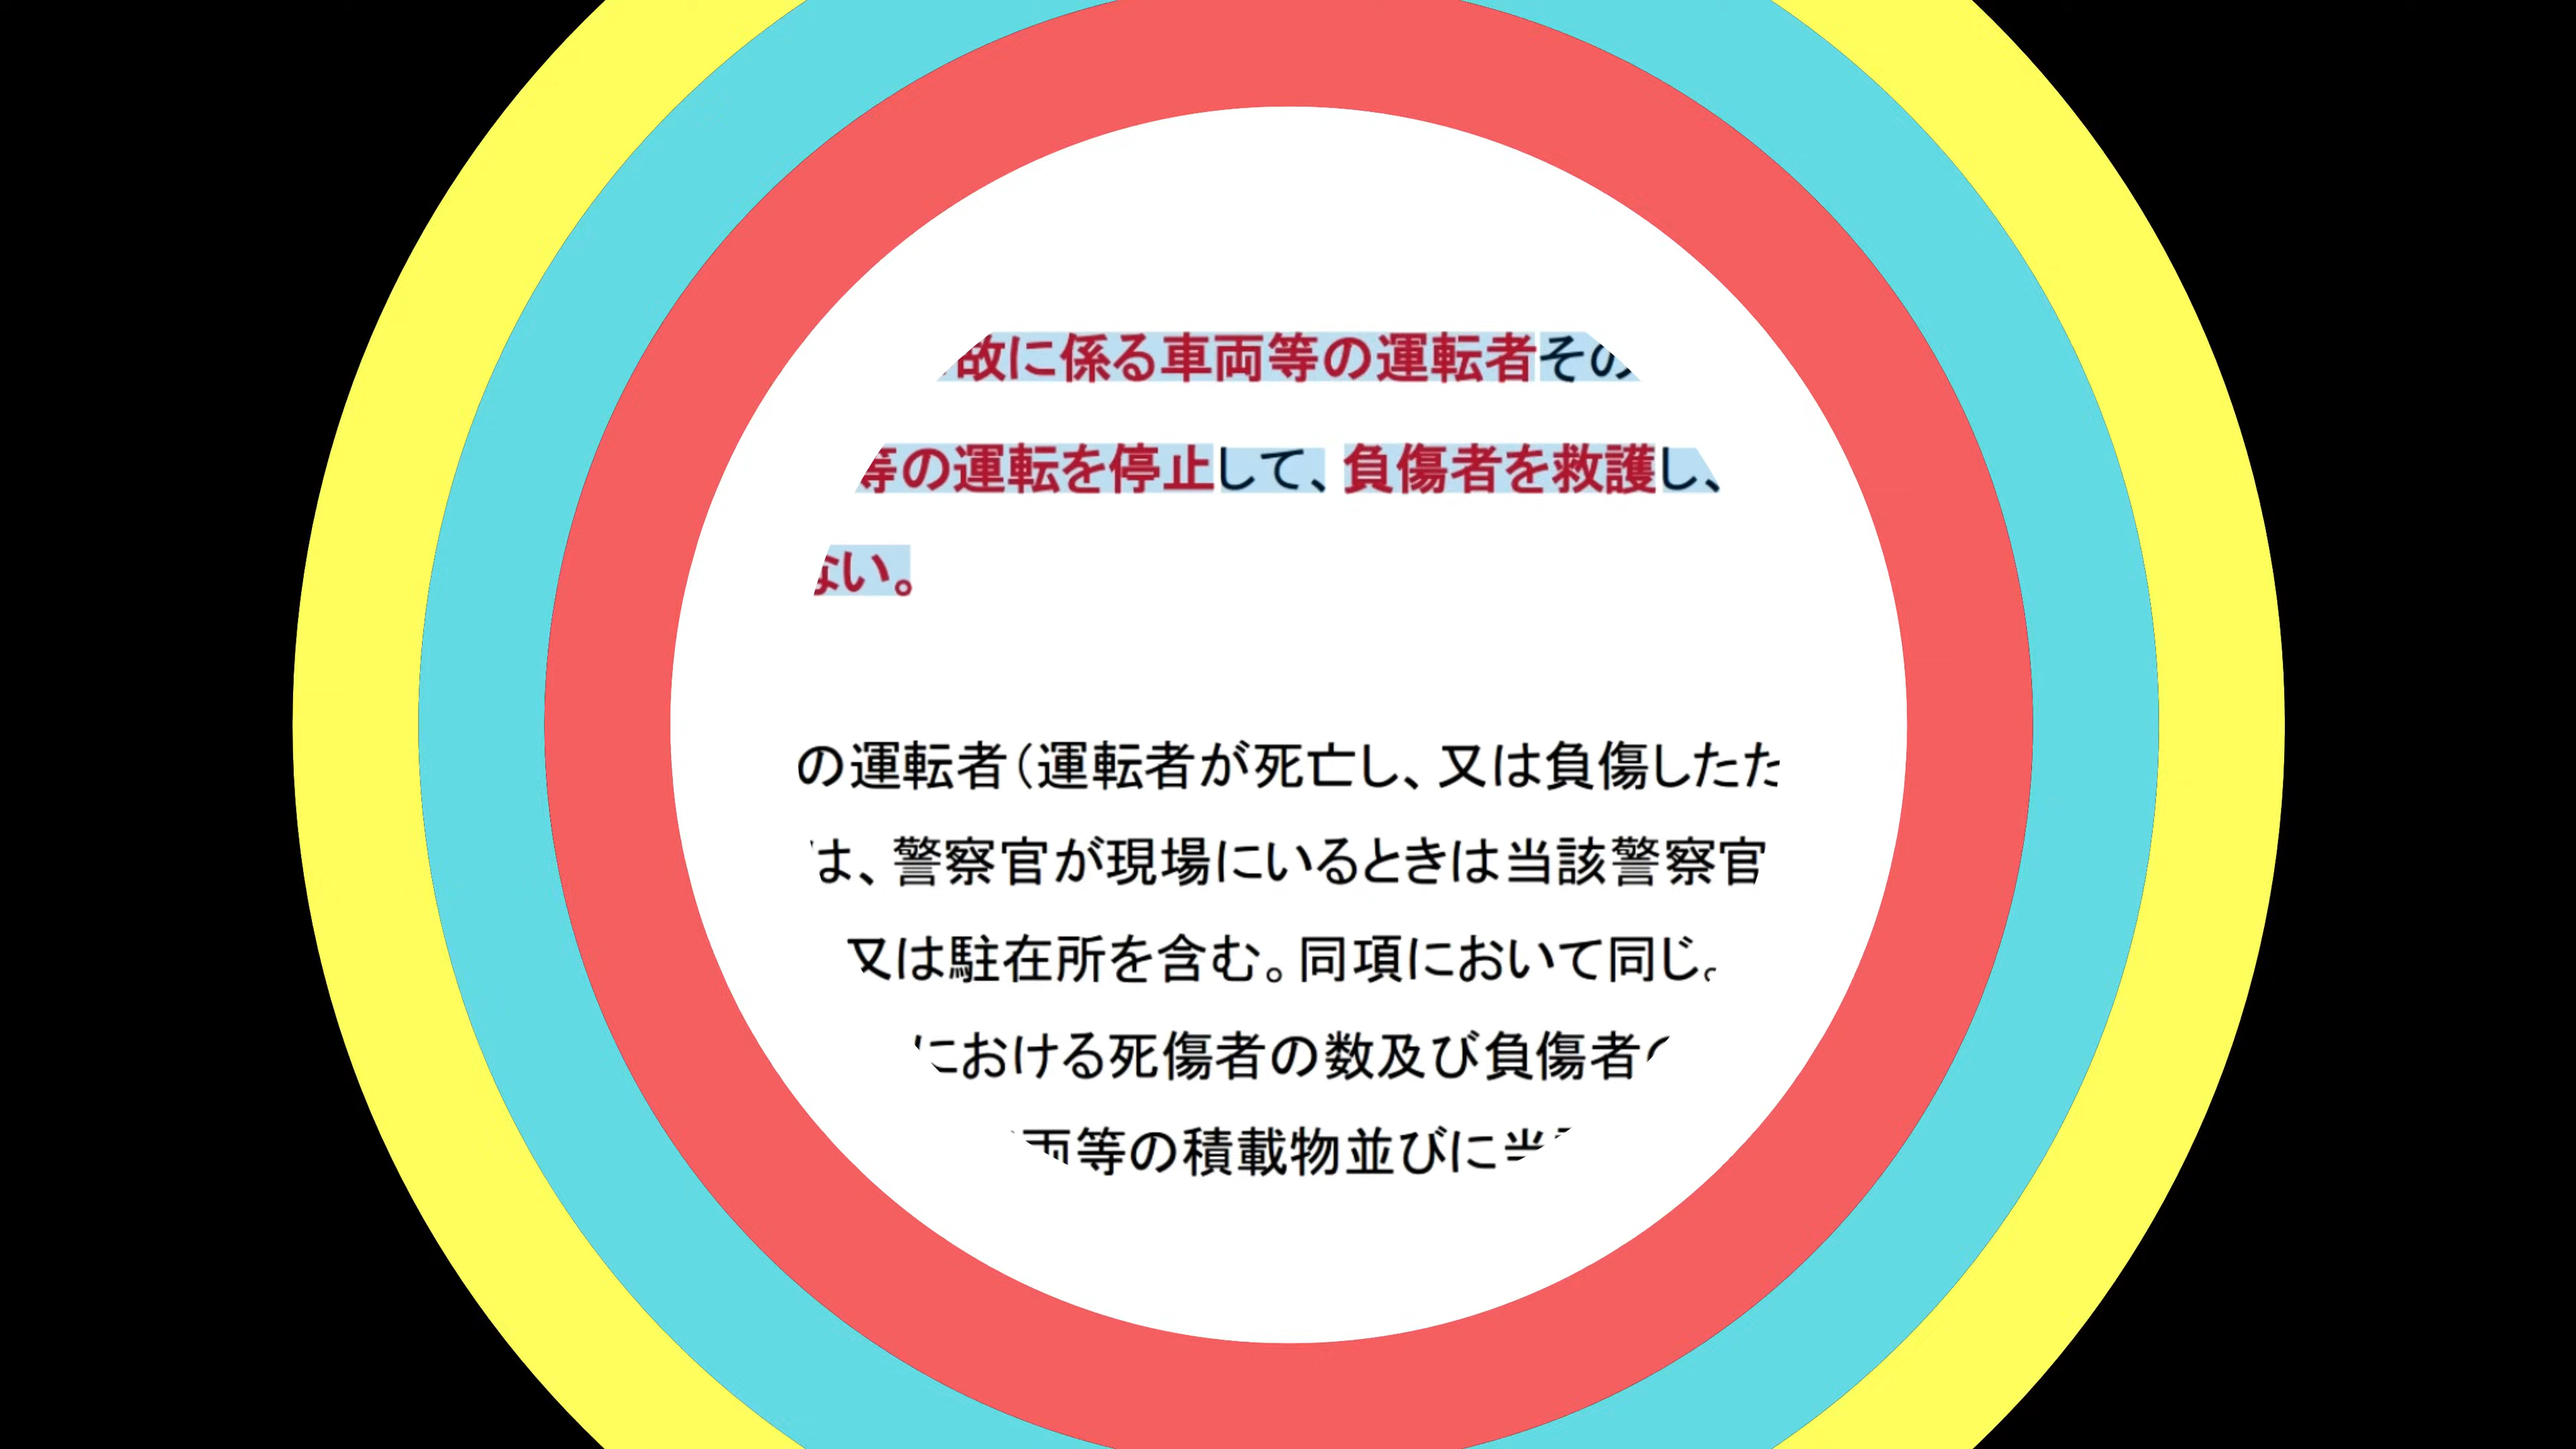 故に係る車両等の運転者その
等の運転を停止して、負傷者を救護し、
ない。
の運転者(運転者が死亡し、又は負傷したた
は、警察官が現場にいるときは当該警察官
又は駐在所を含む。同項において同じ。
における死傷者の数及び負傷者の
両等の積載物並びに当